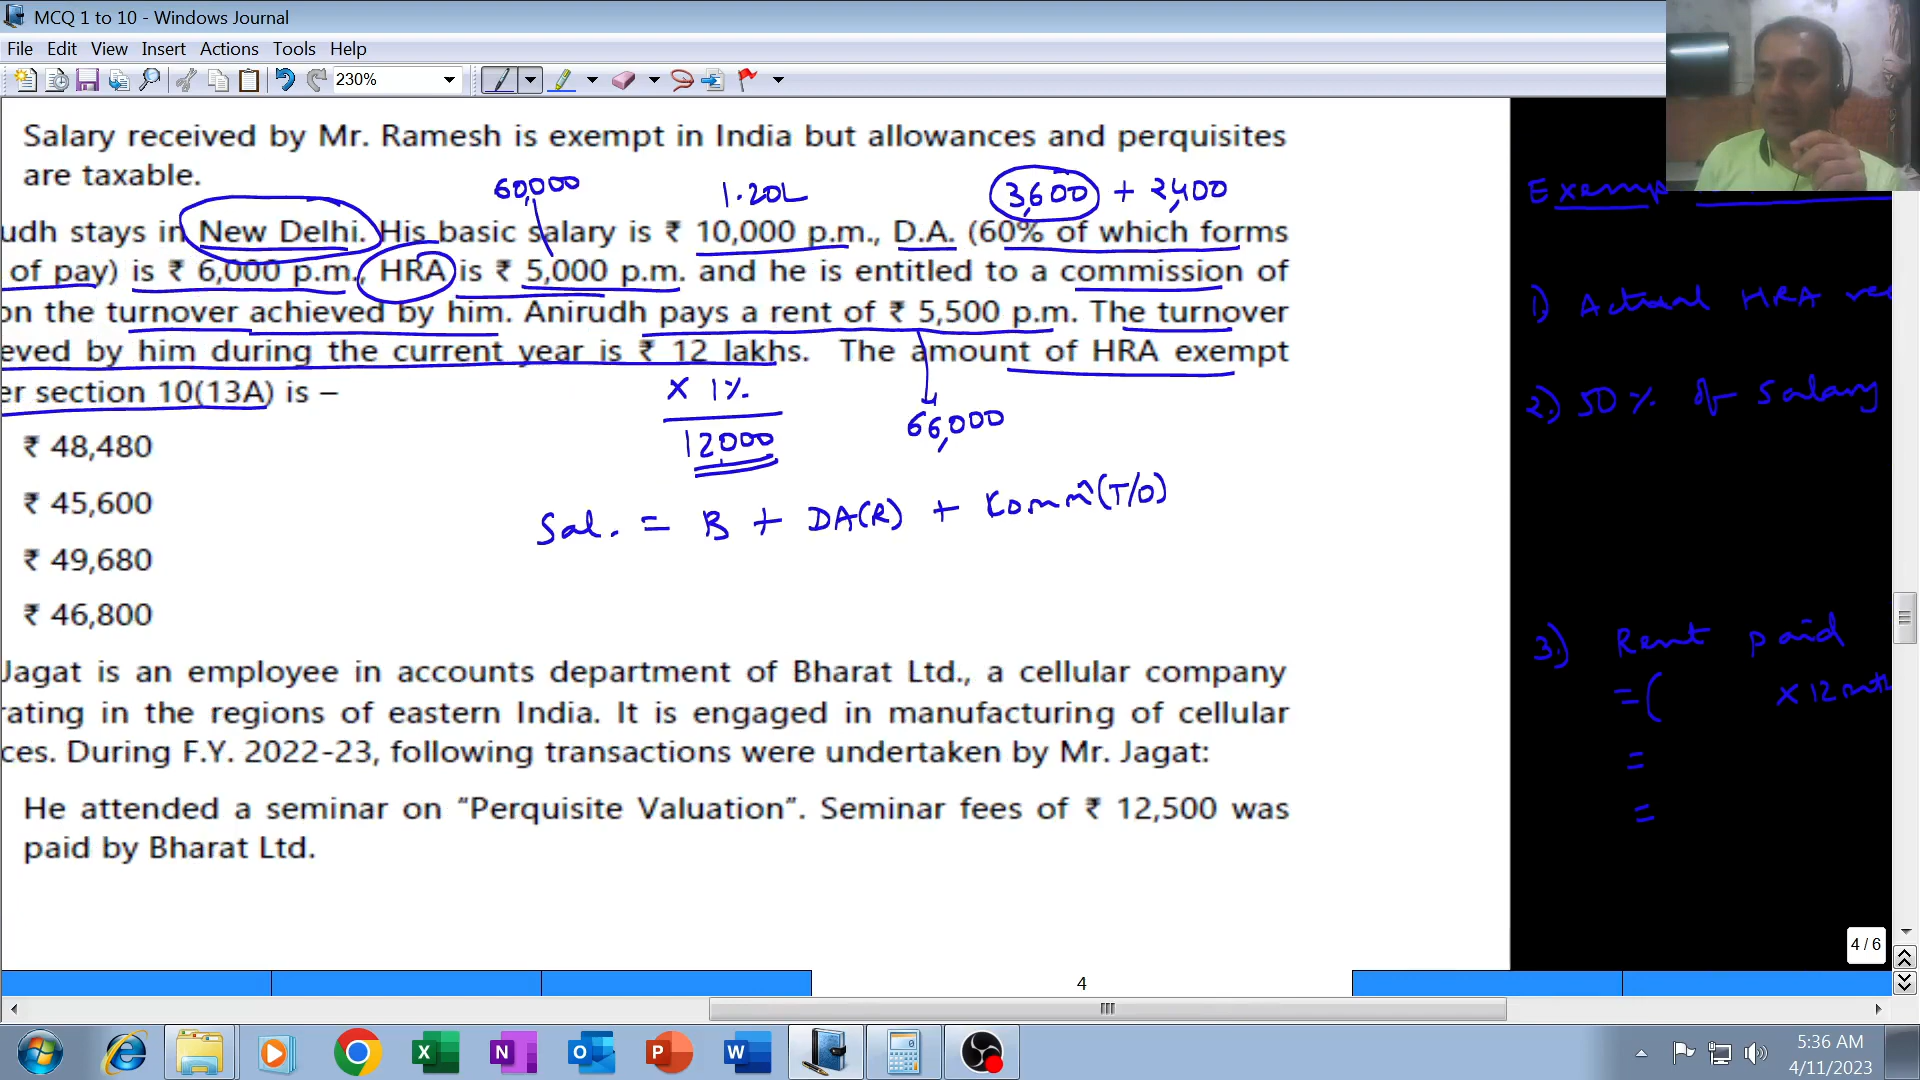 MCQ 1 to 10 - Windows Journal
File Edit View Insert Actions Tools Help
230%
Salary received by Mr. Ramesh is exempt in India but allowances and perquisites
are taxable.
60,000 1.20L 3,600 + 2,400
udh stays in New Delhi. His basic salary is ₹ 10,000 p.m., D.A. (60% of which forms
of pay) is ₹ 6,000 p.m., HRA is ₹ 5,000 p.m. and he is entitled to a commission of
on the turnover achieved by him. Anirudh pays a rent of ₹ 5,500 p.m. The turnover
eved by him during the current year is ₹ 12 lakhs. The amount of HRA exempt
er section 10(13A) is –
x 1%
12,000
66,000
Sal. = B + DA(R) + Commn(T/O)
₹ 48,480
₹ 45,600
₹ 49,680
₹ 46,800
Jagat is an employee in accounts department of Bharat Ltd., a cellular company
rating in the regions of eastern India. It is engaged in manufacturing of cellular
ces. During F.Y. 2022-23, following transactions were undertaken by Mr. Jagat:
He attended a seminar on “Perquisite Valuation”. Seminar fees of ₹ 12,500 was
paid by Bharat Ltd.
Exemp
1) Actual HRA rec
2) 50% of Salary
3.) Rent paid
= ( x 12 mth
=
=
4 / 6
4
5:36 AM
4/11/2023